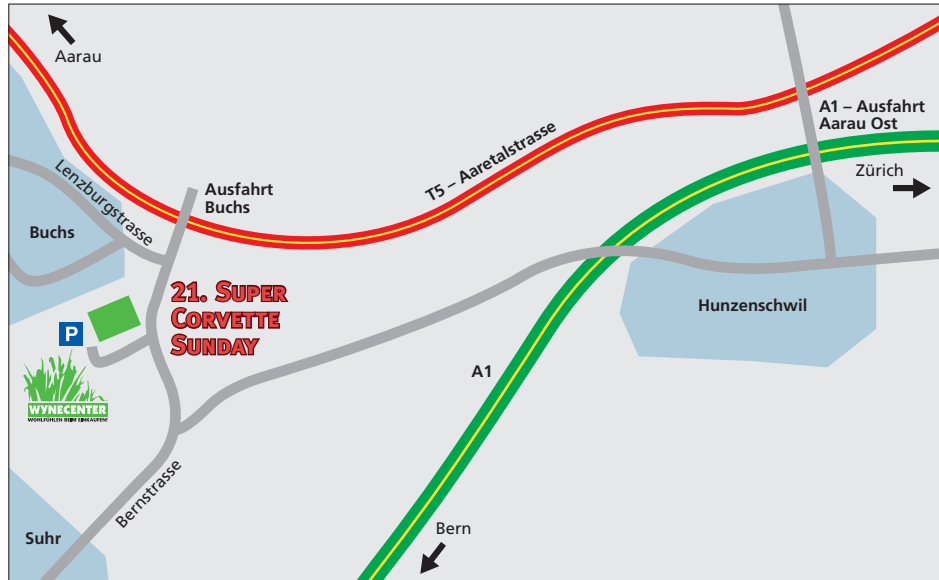 Aarau
A1 – Ausfahrt
Aarau Ost
T5 – Aaretalstrasse
Zürich
Lenzburgstrasse
Ausfahrt
Buchs
Buchs
21. SUPER
CORVETTE
SUNDAY
Hunzenschwil
P
A1
WYNECENTER
WOHLFÜHLEN BEIM EINKAUFEN!
Bernstrasse
Bern
Suhr